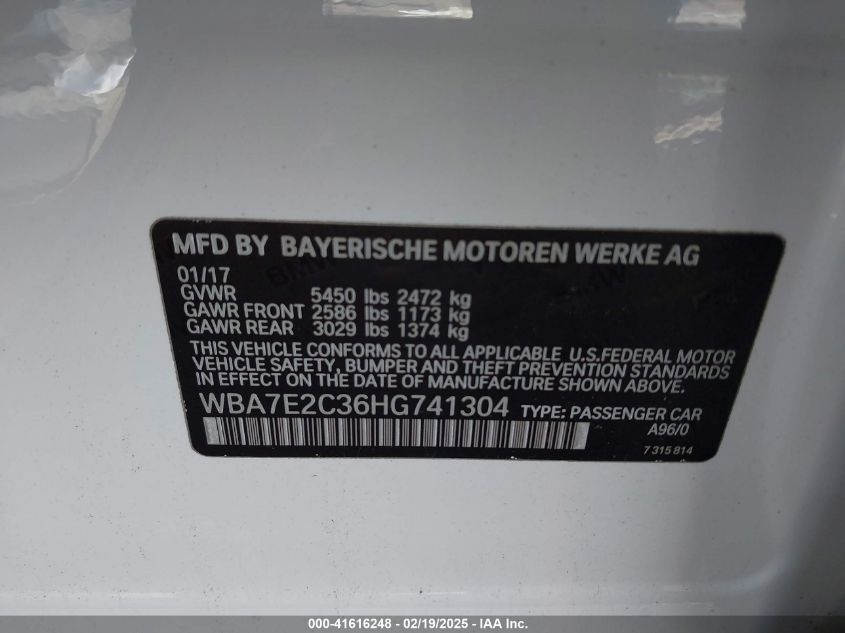 MFD BY BAYERISCHE MOTOREN WERKE AG
01/17
GVWR 5450 lbs 2472 kg
GAWR FRONT 2586 lbs 1173 kg
GAWR REAR 3029 lbs 1374 kg
THIS VEHICLE CONFORMS TO ALL APPLICABLE U.S.FEDERAL MOTOR
VEHICLE SAFETY, BUMPER AND THEFT PREVENTION STANDARDS
IN EFFECT ON THE DATE OF MANUFACTURE SHOWN ABOVE.
WBA7E2C36HG741304 TYPE: PASSENGER CAR
A96/0
7 315 814
000-41616248 - 02/19/2025 - IAA Inc.